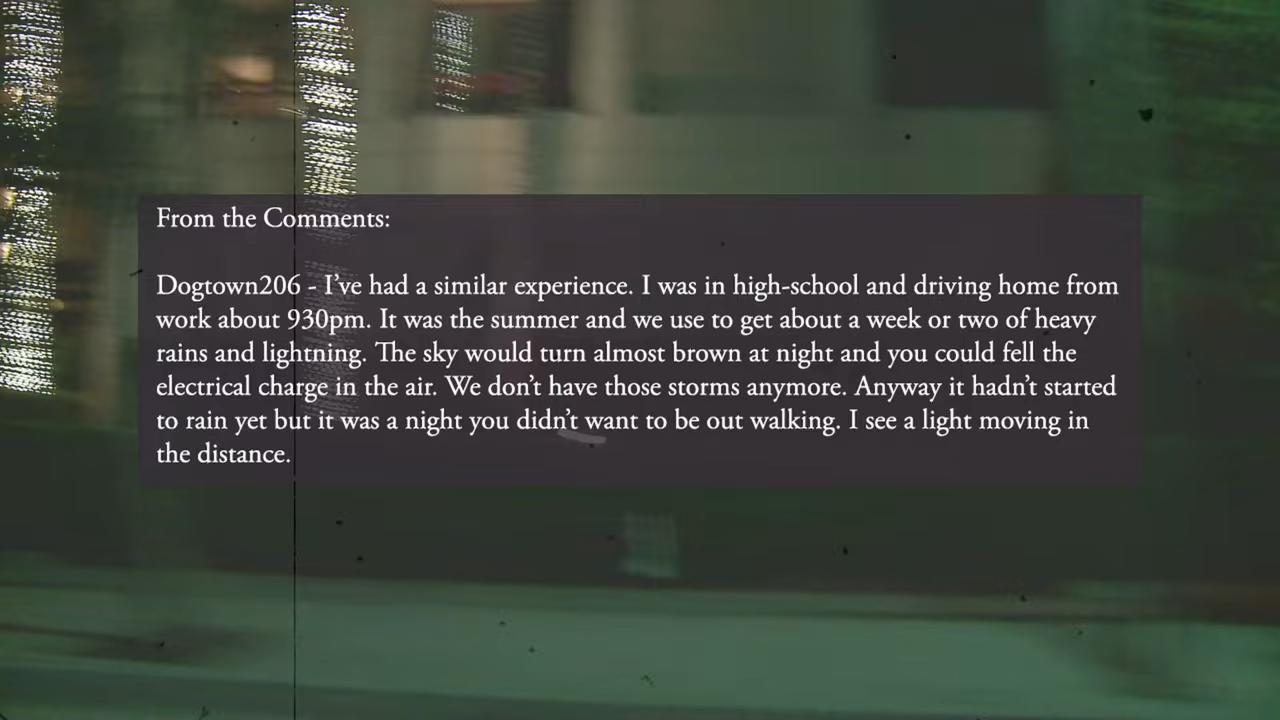 From the Comments:
Dogtown206 - I’ve had a similar experience. I was in high-school and driving home from
work about 930pm. It was the summer and we use to get about a week or two of heavy
rains and lightning. The sky would turn almost brown at night and you could fell the
electrical charge in the air. We don’t have those storms anymore. Anyway it hadn’t started
to rain yet but it was a night you didn’t want to be out walking. I see a light moving in
the distance.